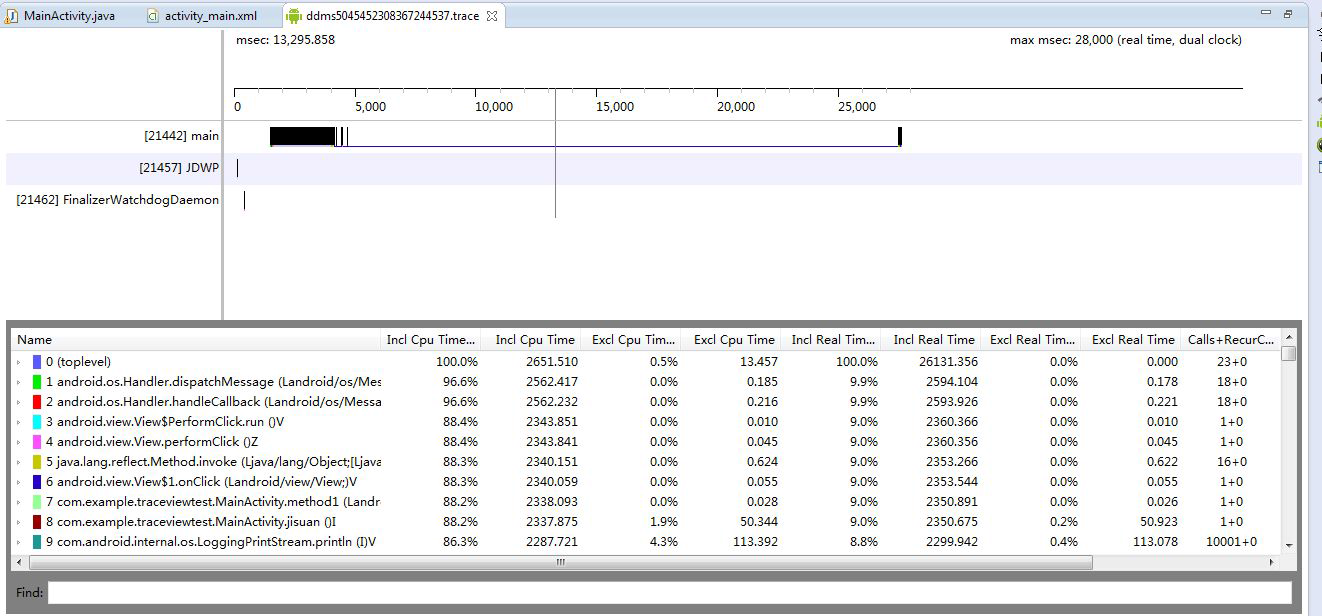 MainActivity.java activity_main.xml ddms5045452308367244537.trace
msec: 13,295.858 max msec: 28,000 (real time, dual clock)
0 5,000 10,000 15,000 20,000 25,000
[21442] main
[21457] JDWP
[21462] FinalizerWatchdogDaemon
Name Incl Cpu Time... Incl Cpu Time Excl Cpu Tim... Excl Cpu Time Incl Real Tim... Incl Real Time Excl Real Tim... Excl Real Time Calls+RecurC...
0 (toplevel) 100.0% 2651.510 0.5% 13.457 100.0% 26131.356 0.0% 0.000 23+0
1 android.os.Handler.dispatchMessage (Landroid/os/Mes 96.6% 2562.417 0.0% 0.185 9.9% 2594.104 0.0% 0.178 18+0
2 android.os.Handler.handleCallback (Landroid/os/Messa 96.6% 2562.232 0.0% 0.216 9.9% 2593.926 0.0% 0.221 18+0
3 android.view.View$PerformClick.run ()V 88.4% 2343.851 0.0% 0.010 9.0% 2360.366 0.0% 0.010 1+0
4 android.view.View.performClick ()Z 88.4% 2343.841 0.0% 0.045 9.0% 2360.356 0.0% 0.045 1+0
5 java.lang.reflect.Method.invoke (Ljava/lang/Object;[Ljava 88.3% 2340.151 0.0% 0.624 9.0% 2353.266 0.0% 0.622 16+0
6 android.view.View$1.onClick (Landroid/view/View;)V 88.3% 2340.059 0.0% 0.055 9.0% 2353.544 0.0% 0.055 1+0
7 com.example.traceviewtest.MainActivity.method1 (Landr 88.2% 2338.093 0.0% 0.028 9.0% 2350.891 0.0% 0.026 1+0
8 com.example.traceviewtest.MainActivity.jisuan ()I 88.2% 2337.875 1.9% 50.344 9.0% 2350.675 0.2% 50.923 1+0
9 com.android.internal.os.LoggingPrintStream.println (I)V 86.3% 2287.721 4.3% 113.392 8.8% 2299.942 0.4% 113.078 10001+0
Find: